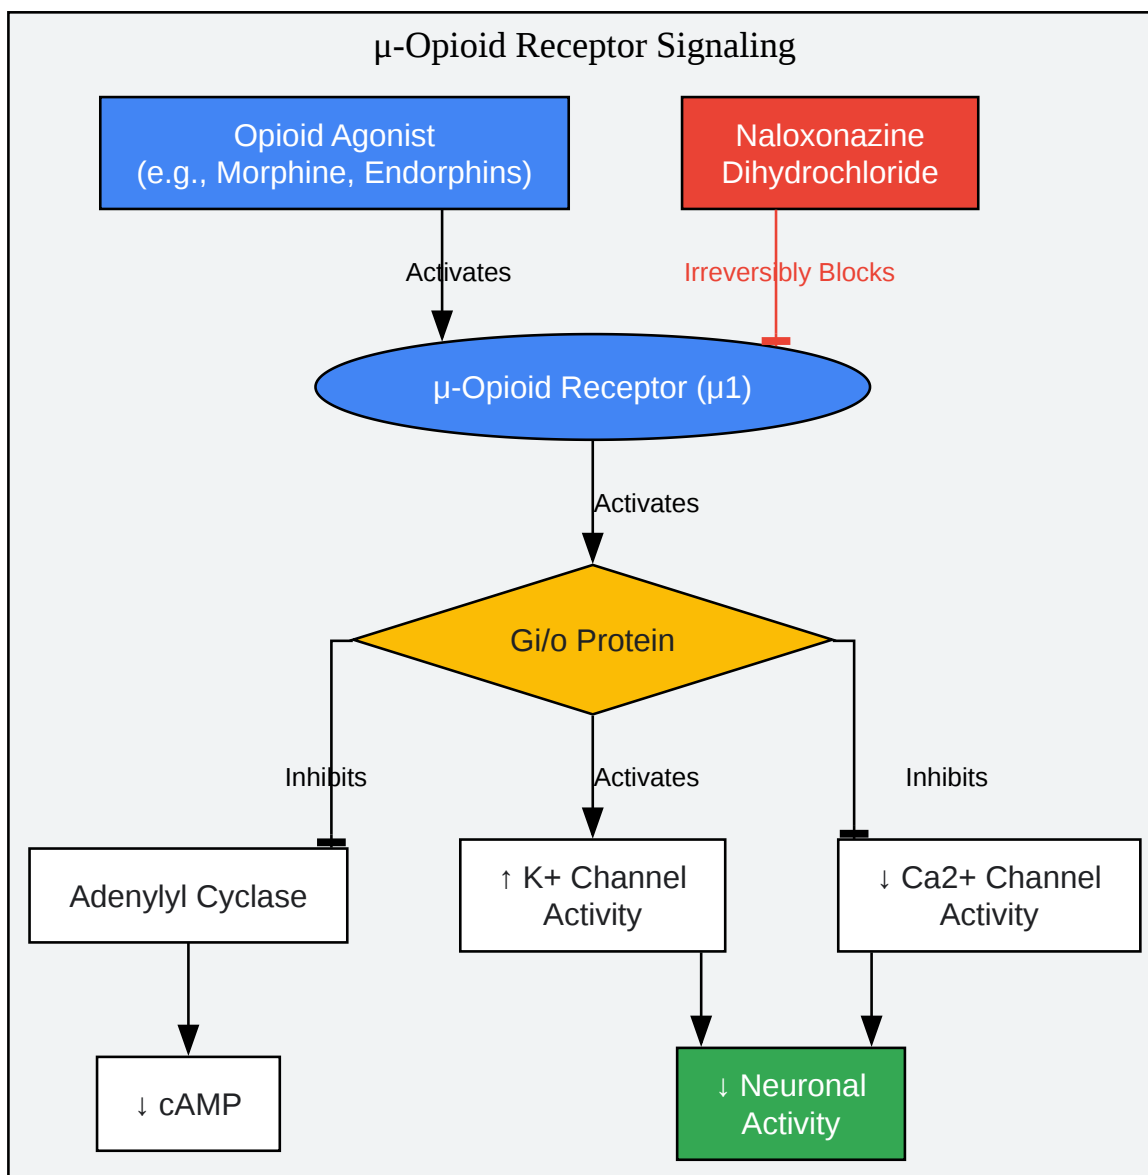 μ-Opioid Receptor Signaling
Opioid Agonist
(e.g., Morphine, Endorphins)
Naloxonazine
Dihydrochloride
Activates
Irreversibly Blocks
μ-Opioid Receptor (μ1)
Activates
Gi/o Protein
Inhibits
Activates
Inhibits
Adenylyl Cyclase
↑ K+ Channel
Activity
↓ Ca2+ Channel
Activity
↓ cAMP
↓ Neuronal
Activity